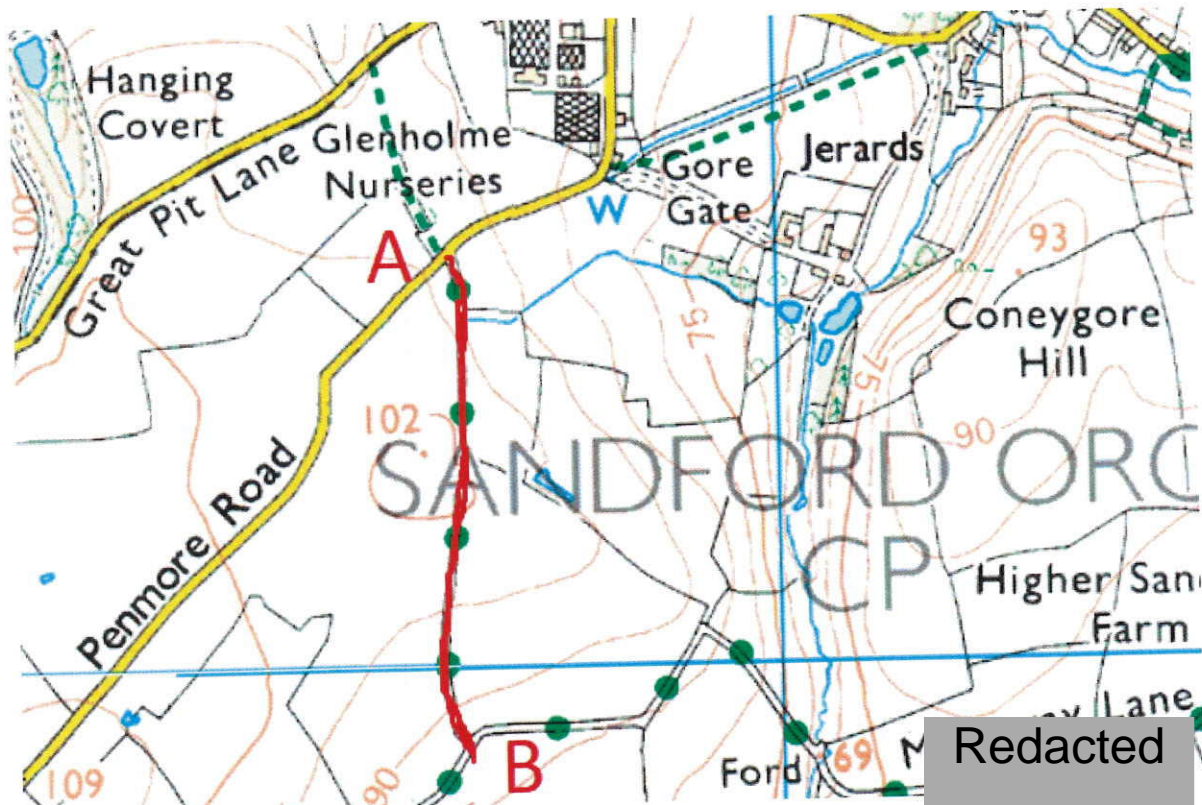 Hanging
Covert
Glenholme
Nurseries
Great Pit Lane
Gore
Gate
Jerards
W
A
100
93
75
75
Coneygore
Hill
102
90
SANDFORD ORC
CP
Penmore Road
Higher San
Farm
Lane
109
90
B
Ford
69
M
Redacted